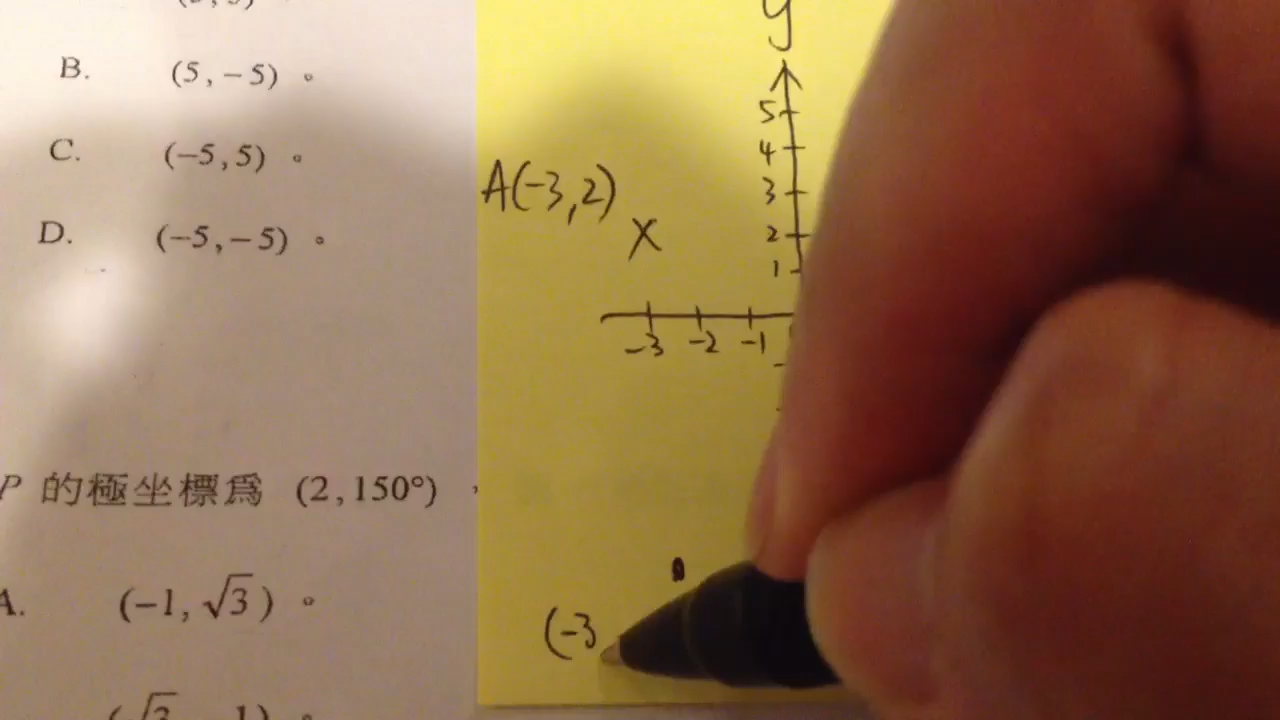 B. (5, −5) 。
C. (−5, 5) 。
D. (−5, −5) 。
P 的極坐標爲 (2, 150°)
A. (−1, √3) 。
y
5
4
3
2
1
A(-3,2)
x
-3 -2 -1
(-3